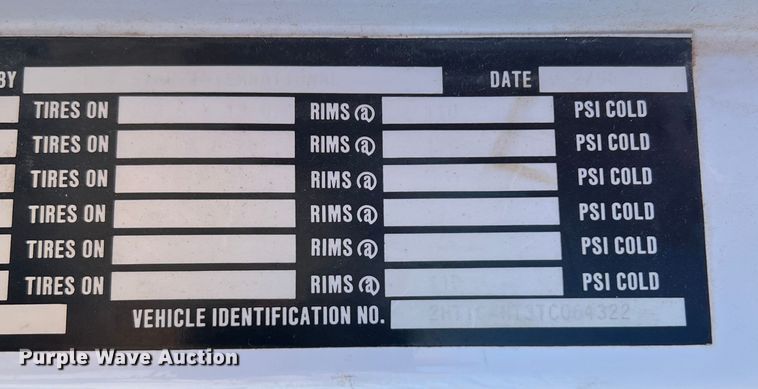 BY INTERNATIONAL DATE
TIRES ON RIMS @ PSI COLD
TIRES ON RIMS @ PSI COLD
TIRES ON RIMS @ PSI COLD
TIRES ON RIMS @ PSI COLD
TIRES ON RIMS @ PSI COLD
TIRES ON RIMS @ 110 PSI COLD
VEHICLE IDENTIFICATION NO.
Purple Wave Auction